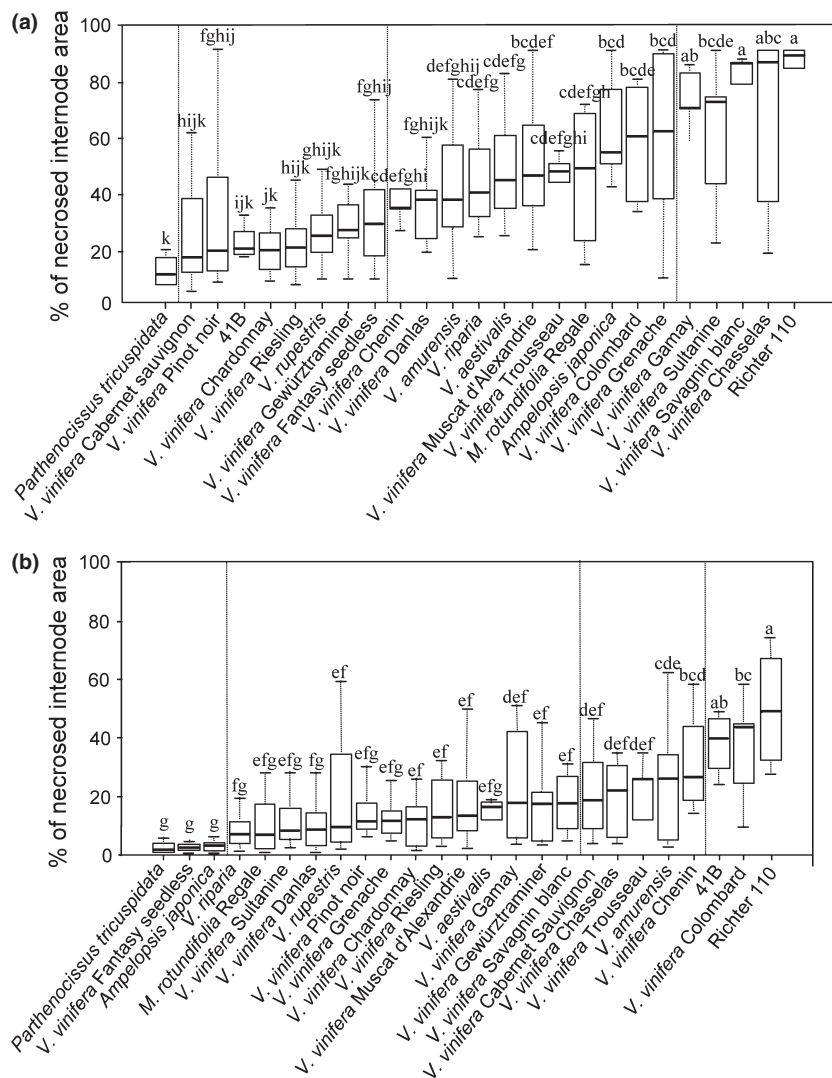 (a)
% of necrosed internode area
100
80
60
40
20
0
k
hijk
fghij
ijk
jk
hijk
ghijk
fghijk
fghij
cdefghi
fghijk
defghij
cdefg
cdefg
bcdef
cdefghi
cdefgh
bcd
bcde
bcd
ab
bcde
a
abc
a
Parthenocissus tricuspidata
V. vinifera Cabernet sauvignon
V. vinifera Pinot noir
41B
V. vinifera Chardonnay
V. vinifera Riesling
V. rupestris
V. vinifera Gewürztraminer
V. vinifera Fantasy seedless
V. vinifera Chenin
V. vinifera Danlas
V. amurensis
V. riparia
V. aestivalis
V. vinifera Muscat d'Alexandrie
V. vinifera Trousseau
M. rotundifolia Regale
Ampelopsis japonica
V. vinifera Colombard
V. vinifera Grenache
V. vinifera Gamay
V. vinifera Sultanine
V. vinifera Savagnin blanc
V. vinifera Chasselas
Richter 110
(b)
% of necrosed internode area
100
80
60
40
20
0
g
g
g
fg
efg
efg
fg
ef
efg
efg
ef
ef
ef
efg
def
ef
ef
def
def
def
cde
bcd
ab
bc
a
Parthenocissus tricuspidata
V. vinifera Fantasy seedless
Ampelopsis japonica
V. riparia
M. rotundifolia Regale
V. vinifera Sultanine
V. vinifera Danlas
V. rupestris
V. vinifera Pinot noir
V. vinifera Grenache
V. vinifera Chardonnay
V. vinifera Riesling
V. vinifera Muscat d'Alexandrie
V. aestivalis
V. vinifera Gamay
V. vinifera Gewürztraminer
V. vinifera Savagnin blanc
V. vinifera Cabernet Sauvignon
V. vinifera Chasselas
V. vinifera Trousseau
V. amurensis
V. vinifera Chenin
41B
V. vinifera Colombard
Richter 110